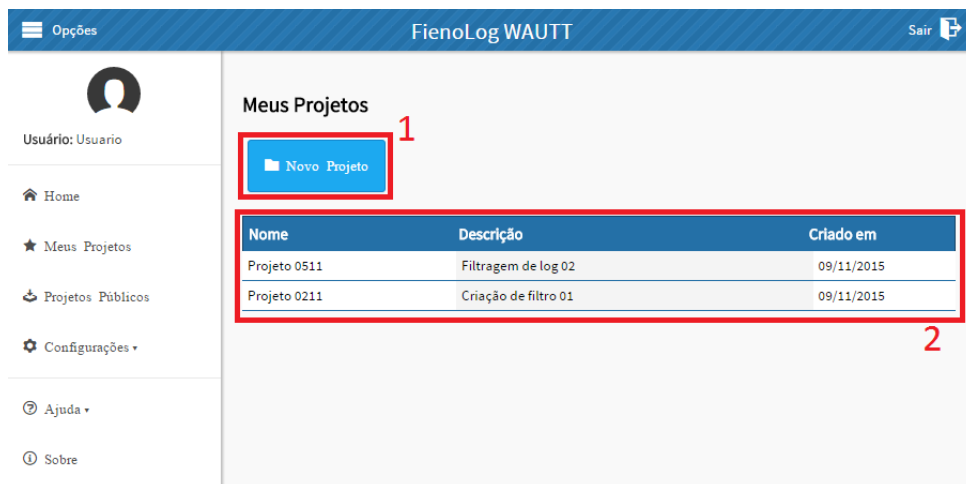 Opções FienoLog WAUTT Sair
Usuário: Usuario
Home
Meus Projetos
Projetos Públicos
Configurações
Ajuda
Sobre
Meus Projetos
1
Novo Projeto
Nome Descrição Criado em
Projeto 0511 Filtragem de log 02 09/11/2015
Projeto 0211 Criação de filtro 01 09/11/2015
2